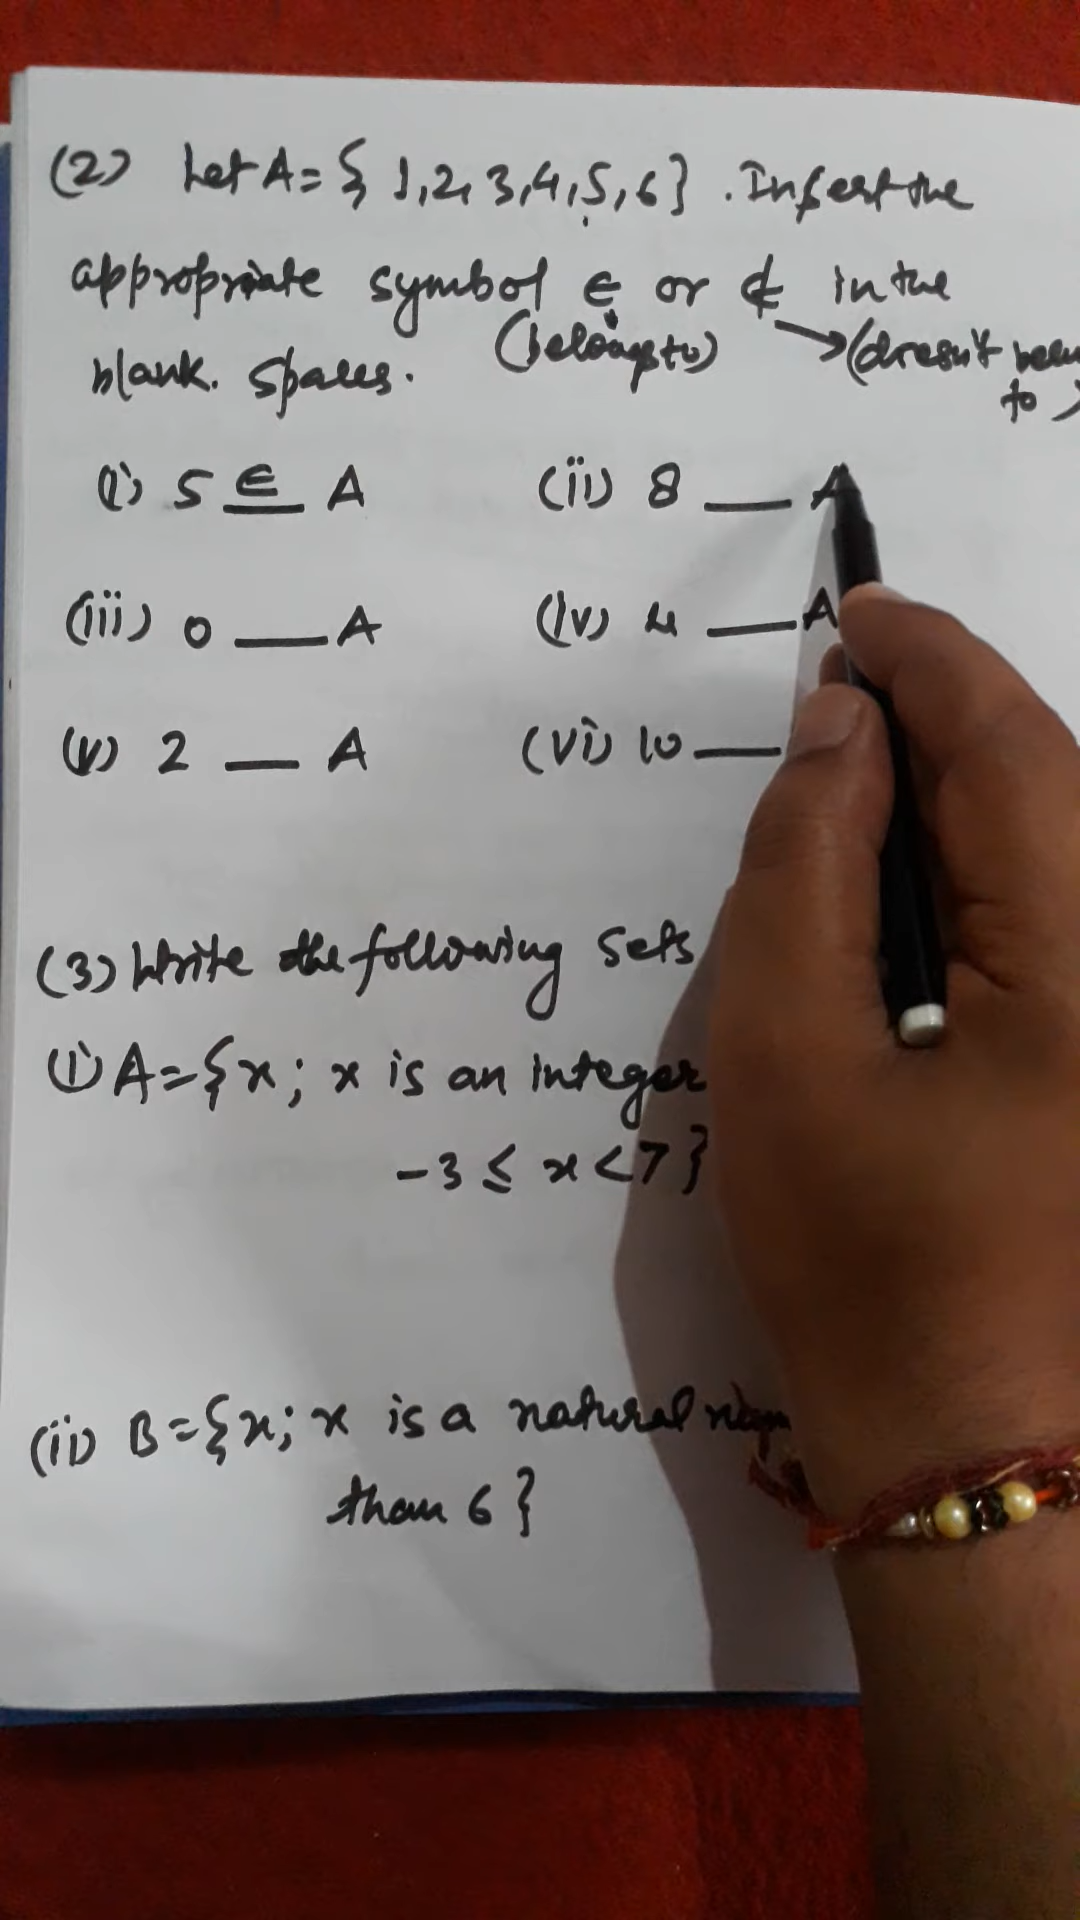 (2) Let A = { 1, 2, 3, 4, 5, 6 } . Insert the
appropriate symbol ∈ or ∉ in the
(belongs to) → (doesn't
blank. spaces.
to )
(i) 5 ∈ A (ii) 8 __ A
(iii) 0 __ A (iv) 4 __ A
(v) 2 __ A (vi) 10 __
(3) Write the following sets
(i) A = { x ; x is an integer
-3 ≤ x < 7 }
(ii) B = { x ; x is a natural
than 6 }